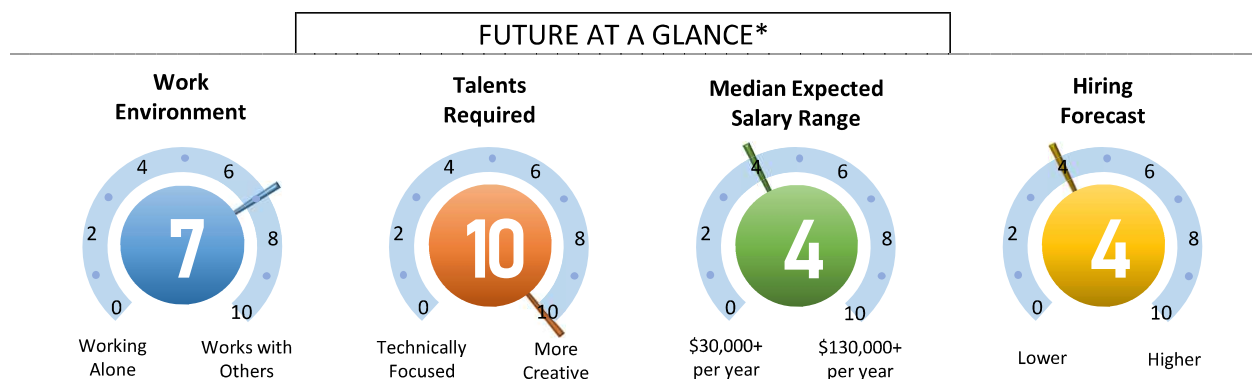 FUTURE AT A GLANCE*
Work
Environment
0
2
4
6
8
10
7
Working
Alone
Works with
Others
Talents
Required
0
2
4
6
8
10
10
Technically
Focused
More
Creative
Median Expected
Salary Range
0
2
4
6
8
10
4
$30,000+
per year
$130,000+
per year
Hiring
Forecast
0
2
4
6
8
10
4
Lower
Higher